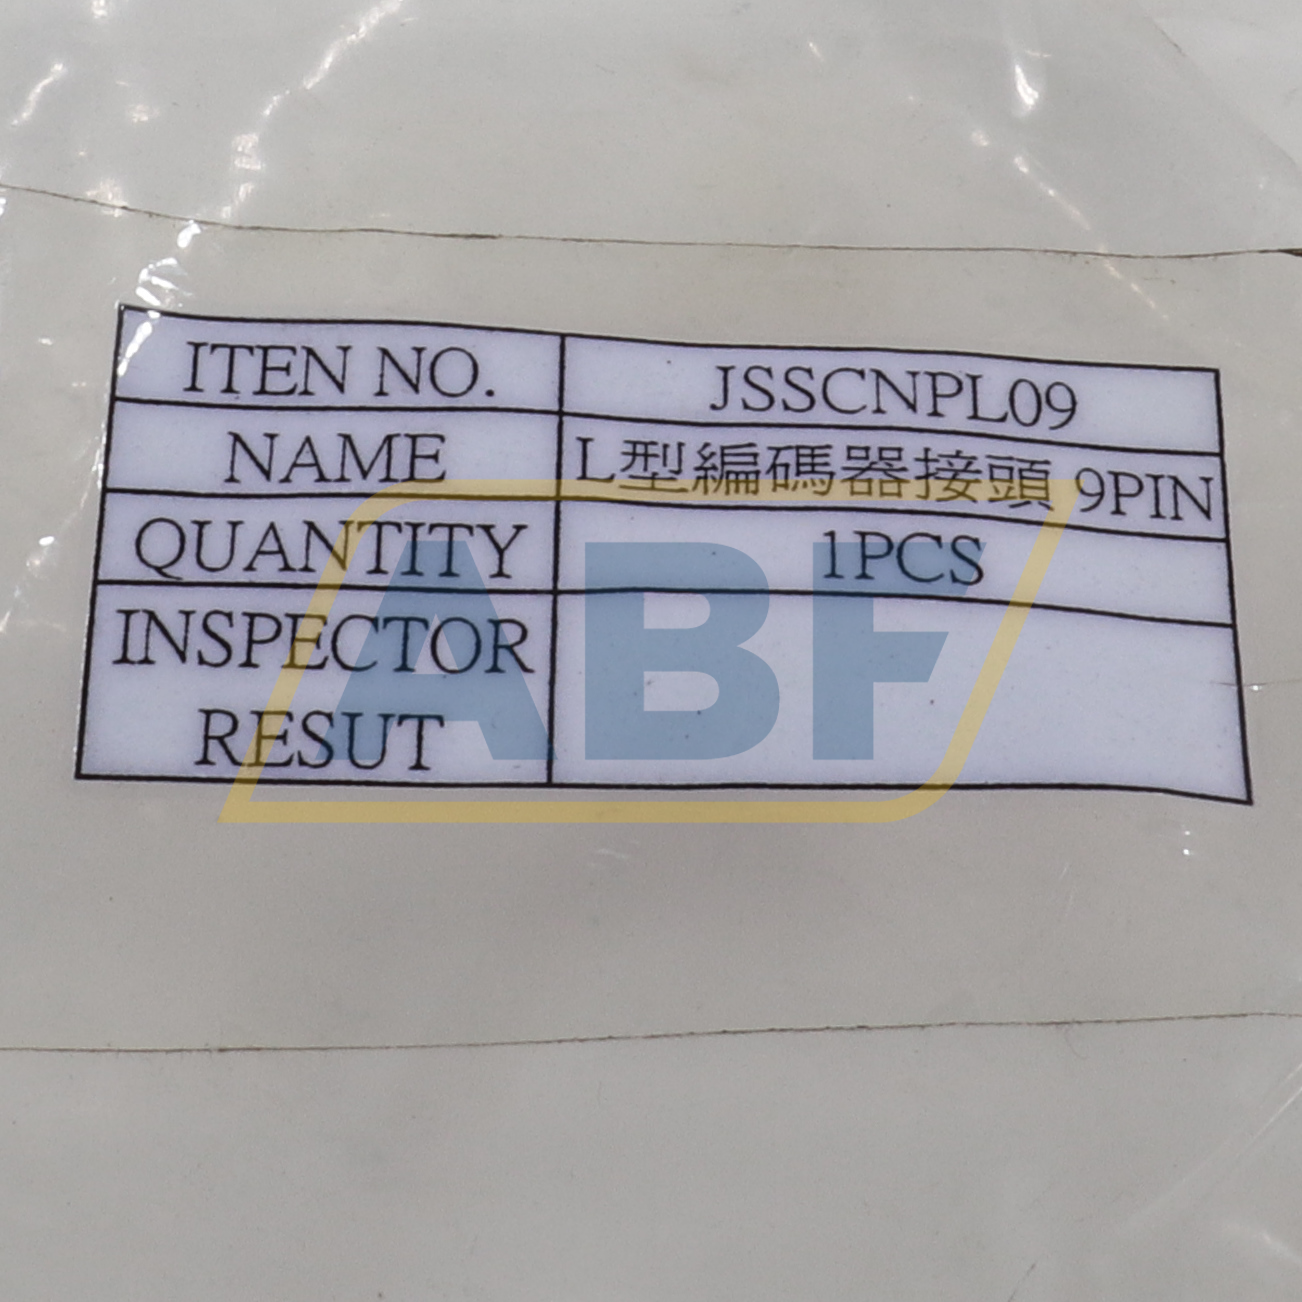 ITEN NO. JSSCNPL09
NAME L型編碼器接頭 9PIN
QUANTITY 1PCS
INSPECTOR
RESUT
ABF